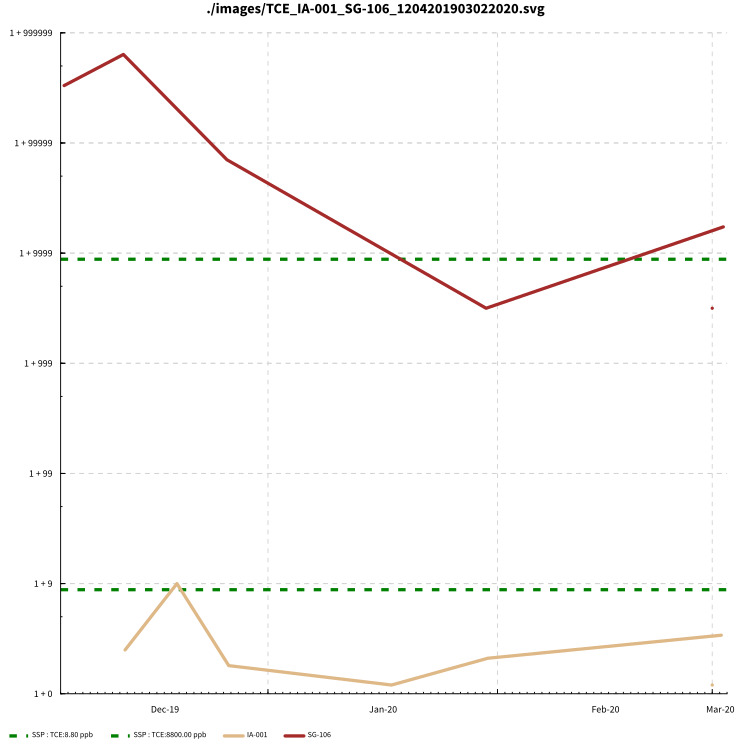 ./images/TCE_IA-001_SG-106_1204201903022020.svg
1+999999
1+99999
1+9999
1+999
1+99
1+9
1+0
Dec-19 Jan-20 Feb-20 Mar-20
SSP : TCE:8.80 ppb SSP : TCE:8800.00 ppb IA-001 SG-106